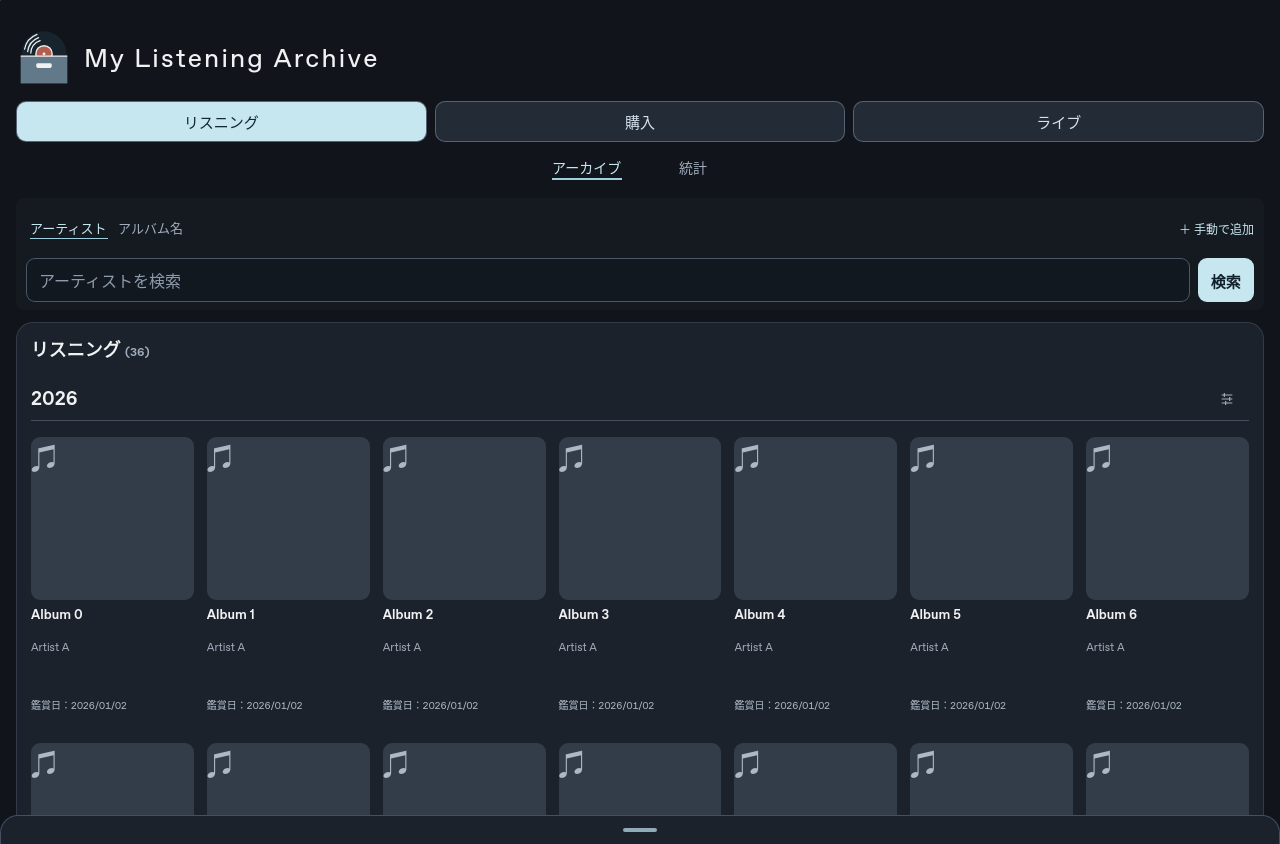 My Listening Archive
リスニング 購入 ライブ
アーカイブ 統計
アーティスト アルバム名 ＋ 手動で追加
アーティストを検索 検索
リスニング (36)
2026
Album 0 Album 1 Album 2 Album 3 Album 4 Album 5 Album 6
Artist A Artist A Artist A Artist A Artist A Artist A Artist A
鑑賞日：2026/01/02 鑑賞日：2026/01/02 鑑賞日：2026/01/02 鑑賞日：2026/01/02 鑑賞日：2026/01/02 鑑賞日：2026/01/02 鑑賞日：2026/01/02